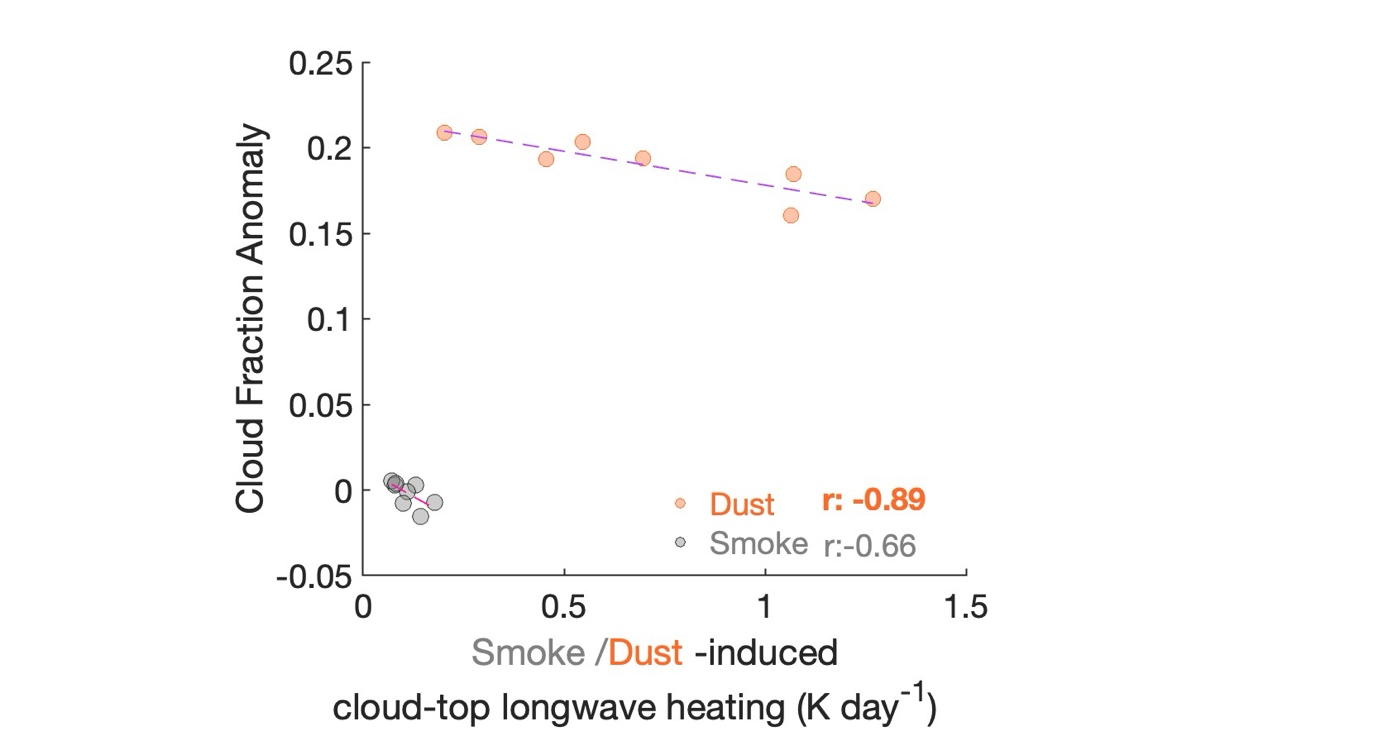 0.25
0.2
0.15
0.1
0.05
0
-0.05
Cloud Fraction Anomaly
Dust r: -0.89
Smoke r:-0.66
0 0.5 1 1.5
Smoke /Dust -induced
cloud-top longwave heating (K day⁻¹)